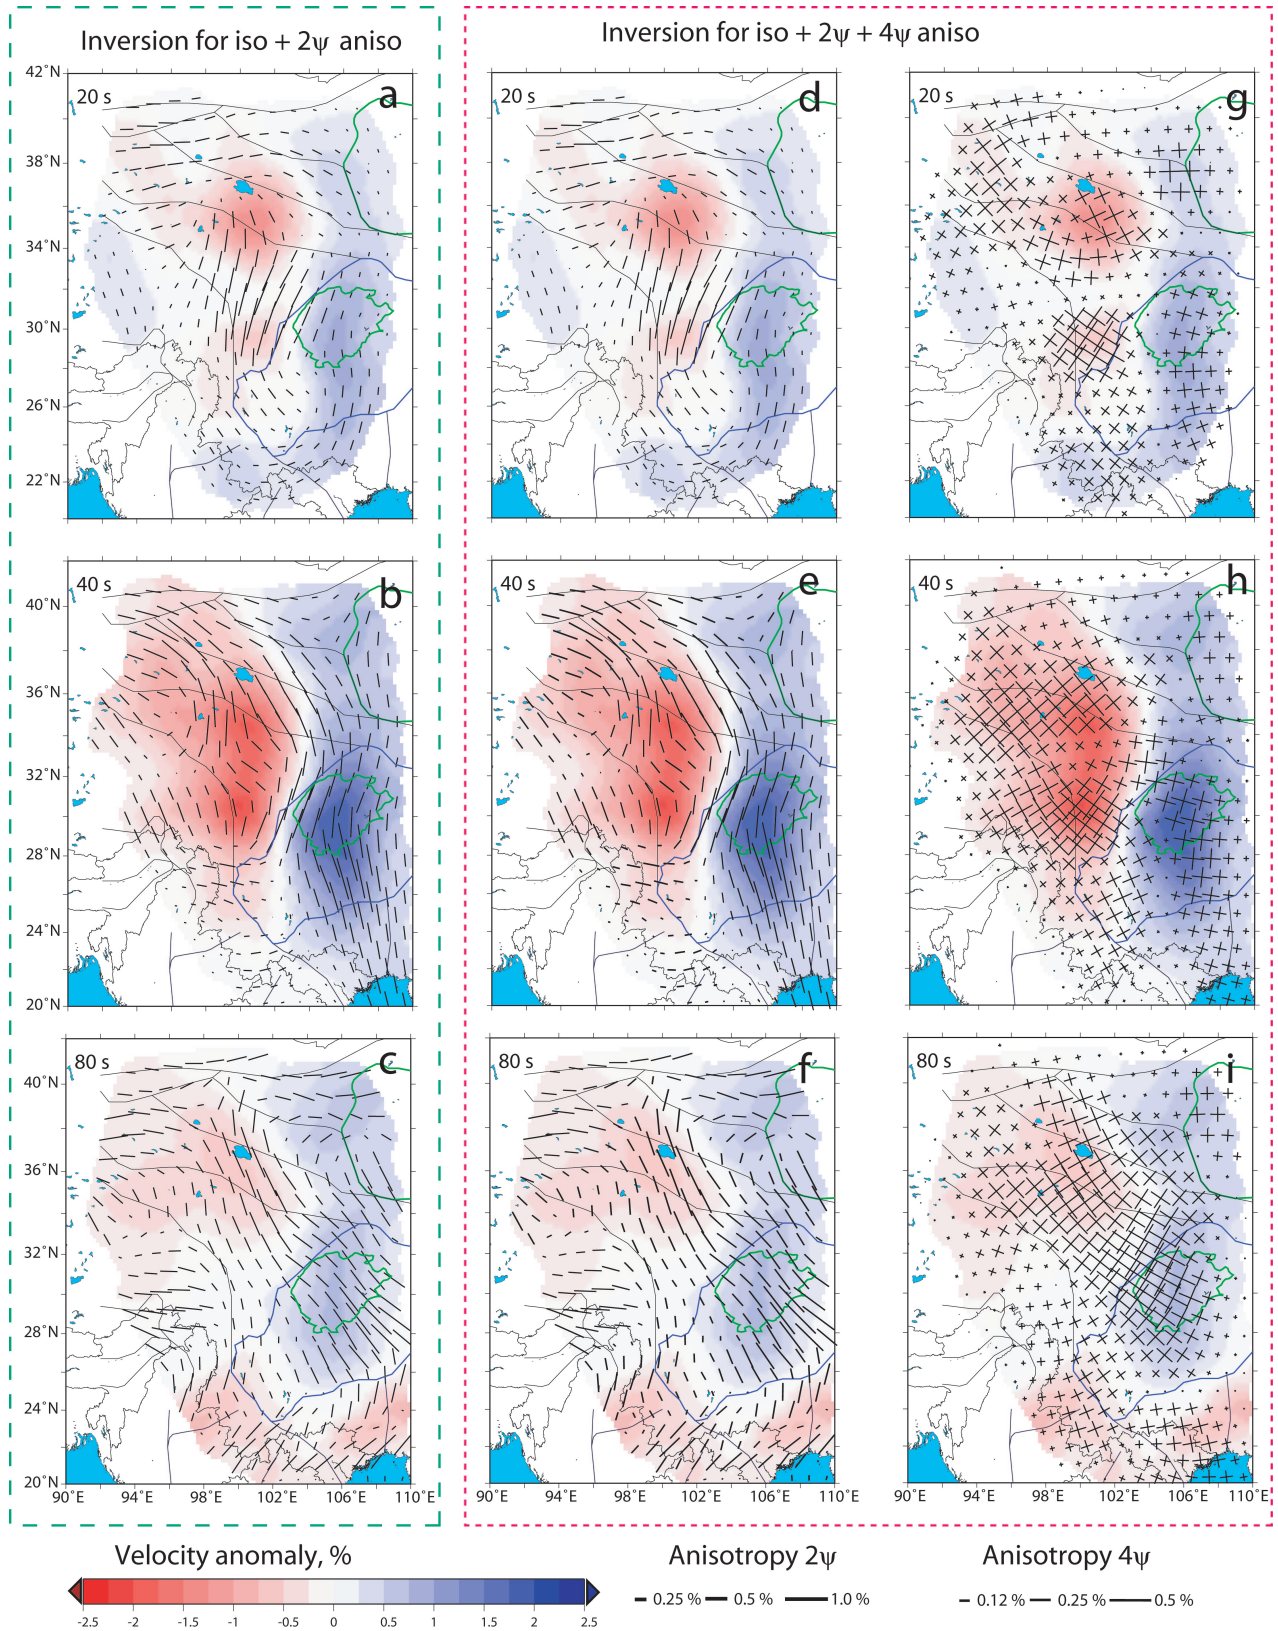 Inversion for iso + 2ψ aniso
Inversion for iso + 2ψ + 4ψ aniso
42°N
38°N
34°N
30°N
26°N
22°N
20 s
a
20 s
d
20 s
g
40°N
36°N
32°N
28°N
24°N
20°N
40 s
b
40 s
e
40 s
h
40°N
36°N
32°N
28°N
24°N
20°N
80 s
c
80 s
f
80 s
i
90°E 94°E 98°E 102°E 106°E 110°E
90°E 94°E 98°E 102°E 106°E 110°E
90°E 94°E 98°E 102°E 106°E 110°E
Velocity anomaly, %
-2.5 -2 -1.5 -1 -0.5 0 0.5 1 1.5 2 2.5
Anisotropy 2ψ
0.25 % 0.5 % 1.0 %
Anisotropy 4ψ
0.12 % 0.25 % 0.5 %